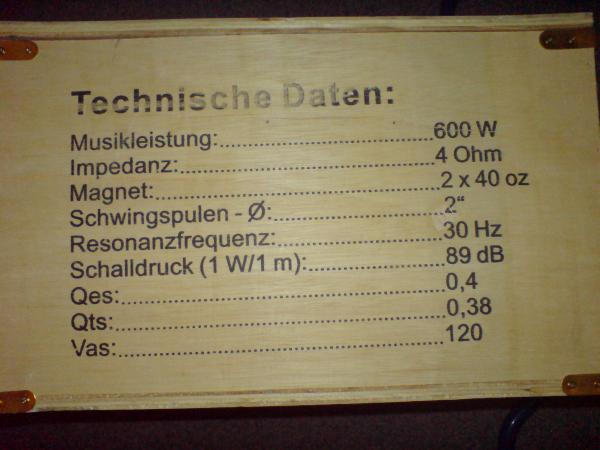 Technische Daten:
Musikleistung:........................................600 W
Impedanz:...............................................4 Ohm
Magnet:....................................................2 x 40 oz
Schwingspulen - Ø:................................2“
Resonanzfrequenz:................................30 Hz
Schalldruck (1 W/1 m):..........................89 dB
Qes:.........................................................0,4
Qts:..........................................................0,38
Vas:..........................................................120